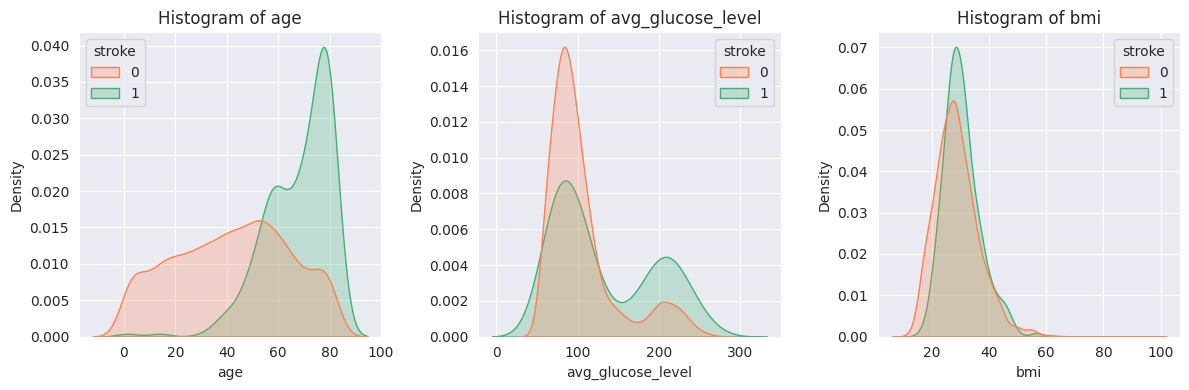 Histogram of age
stroke
0
1
0.040
0.035
0.030
0.025
0.020
0.015
0.010
0.005
0.000
Density
0 20 40 60 80 100
age
Histogram of avg_glucose_level
stroke
0
1
0.016
0.014
0.012
0.010
0.008
0.006
0.004
0.002
0.000
Density
0 100 200 300
avg_glucose_level
Histogram of bmi
stroke
0
1
0.07
0.06
0.05
0.04
0.03
0.02
0.01
0.00
Density
20 40 60 80 100
bmi